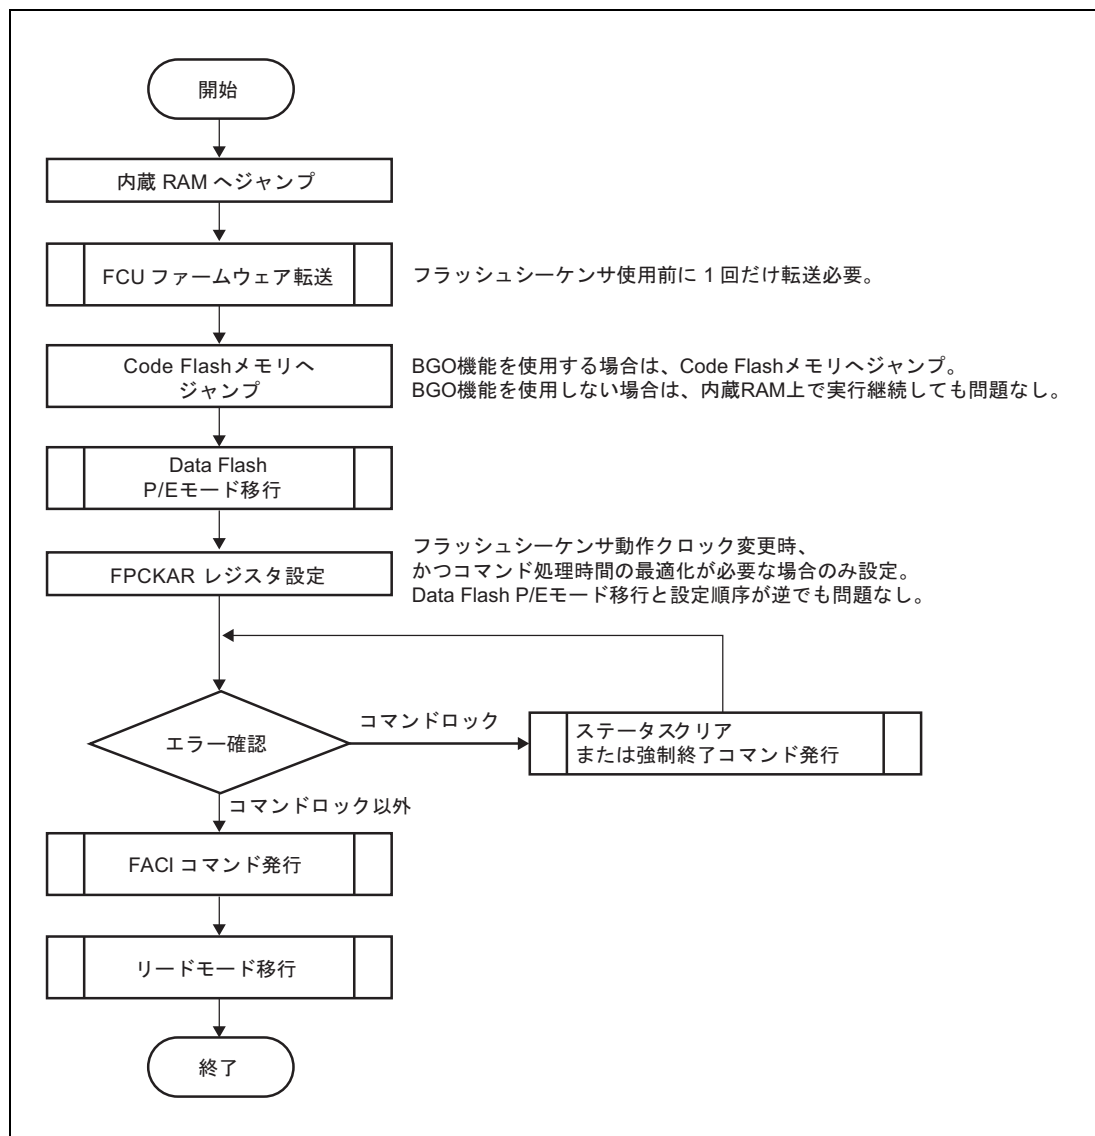 開始
内蔵 RAM へジャンプ
FCU ファームウェア転送
フラッシュシーケンサ使用前に 1 回だけ転送必要。
Code Flashメモリへ
ジャンプ
BGO機能を使用する場合は、Code Flashメモリへジャンプ。
BGO機能を使用しない場合は、内蔵RAM上で実行継続しても問題なし。
Data Flash
P/Eモード移行
FPCKAR レジスタ設定
フラッシュシーケンサ動作クロック変更時、
かつコマンド処理時間の最適化が必要な場合のみ設定。
Data Flash P/Eモード移行と設定順序が逆でも問題なし。
エラー確認
コマンドロック
ステータスクリア
または強制終了コマンド発行
コマンドロック以外
FACI コマンド発行
リードモード移行
終了